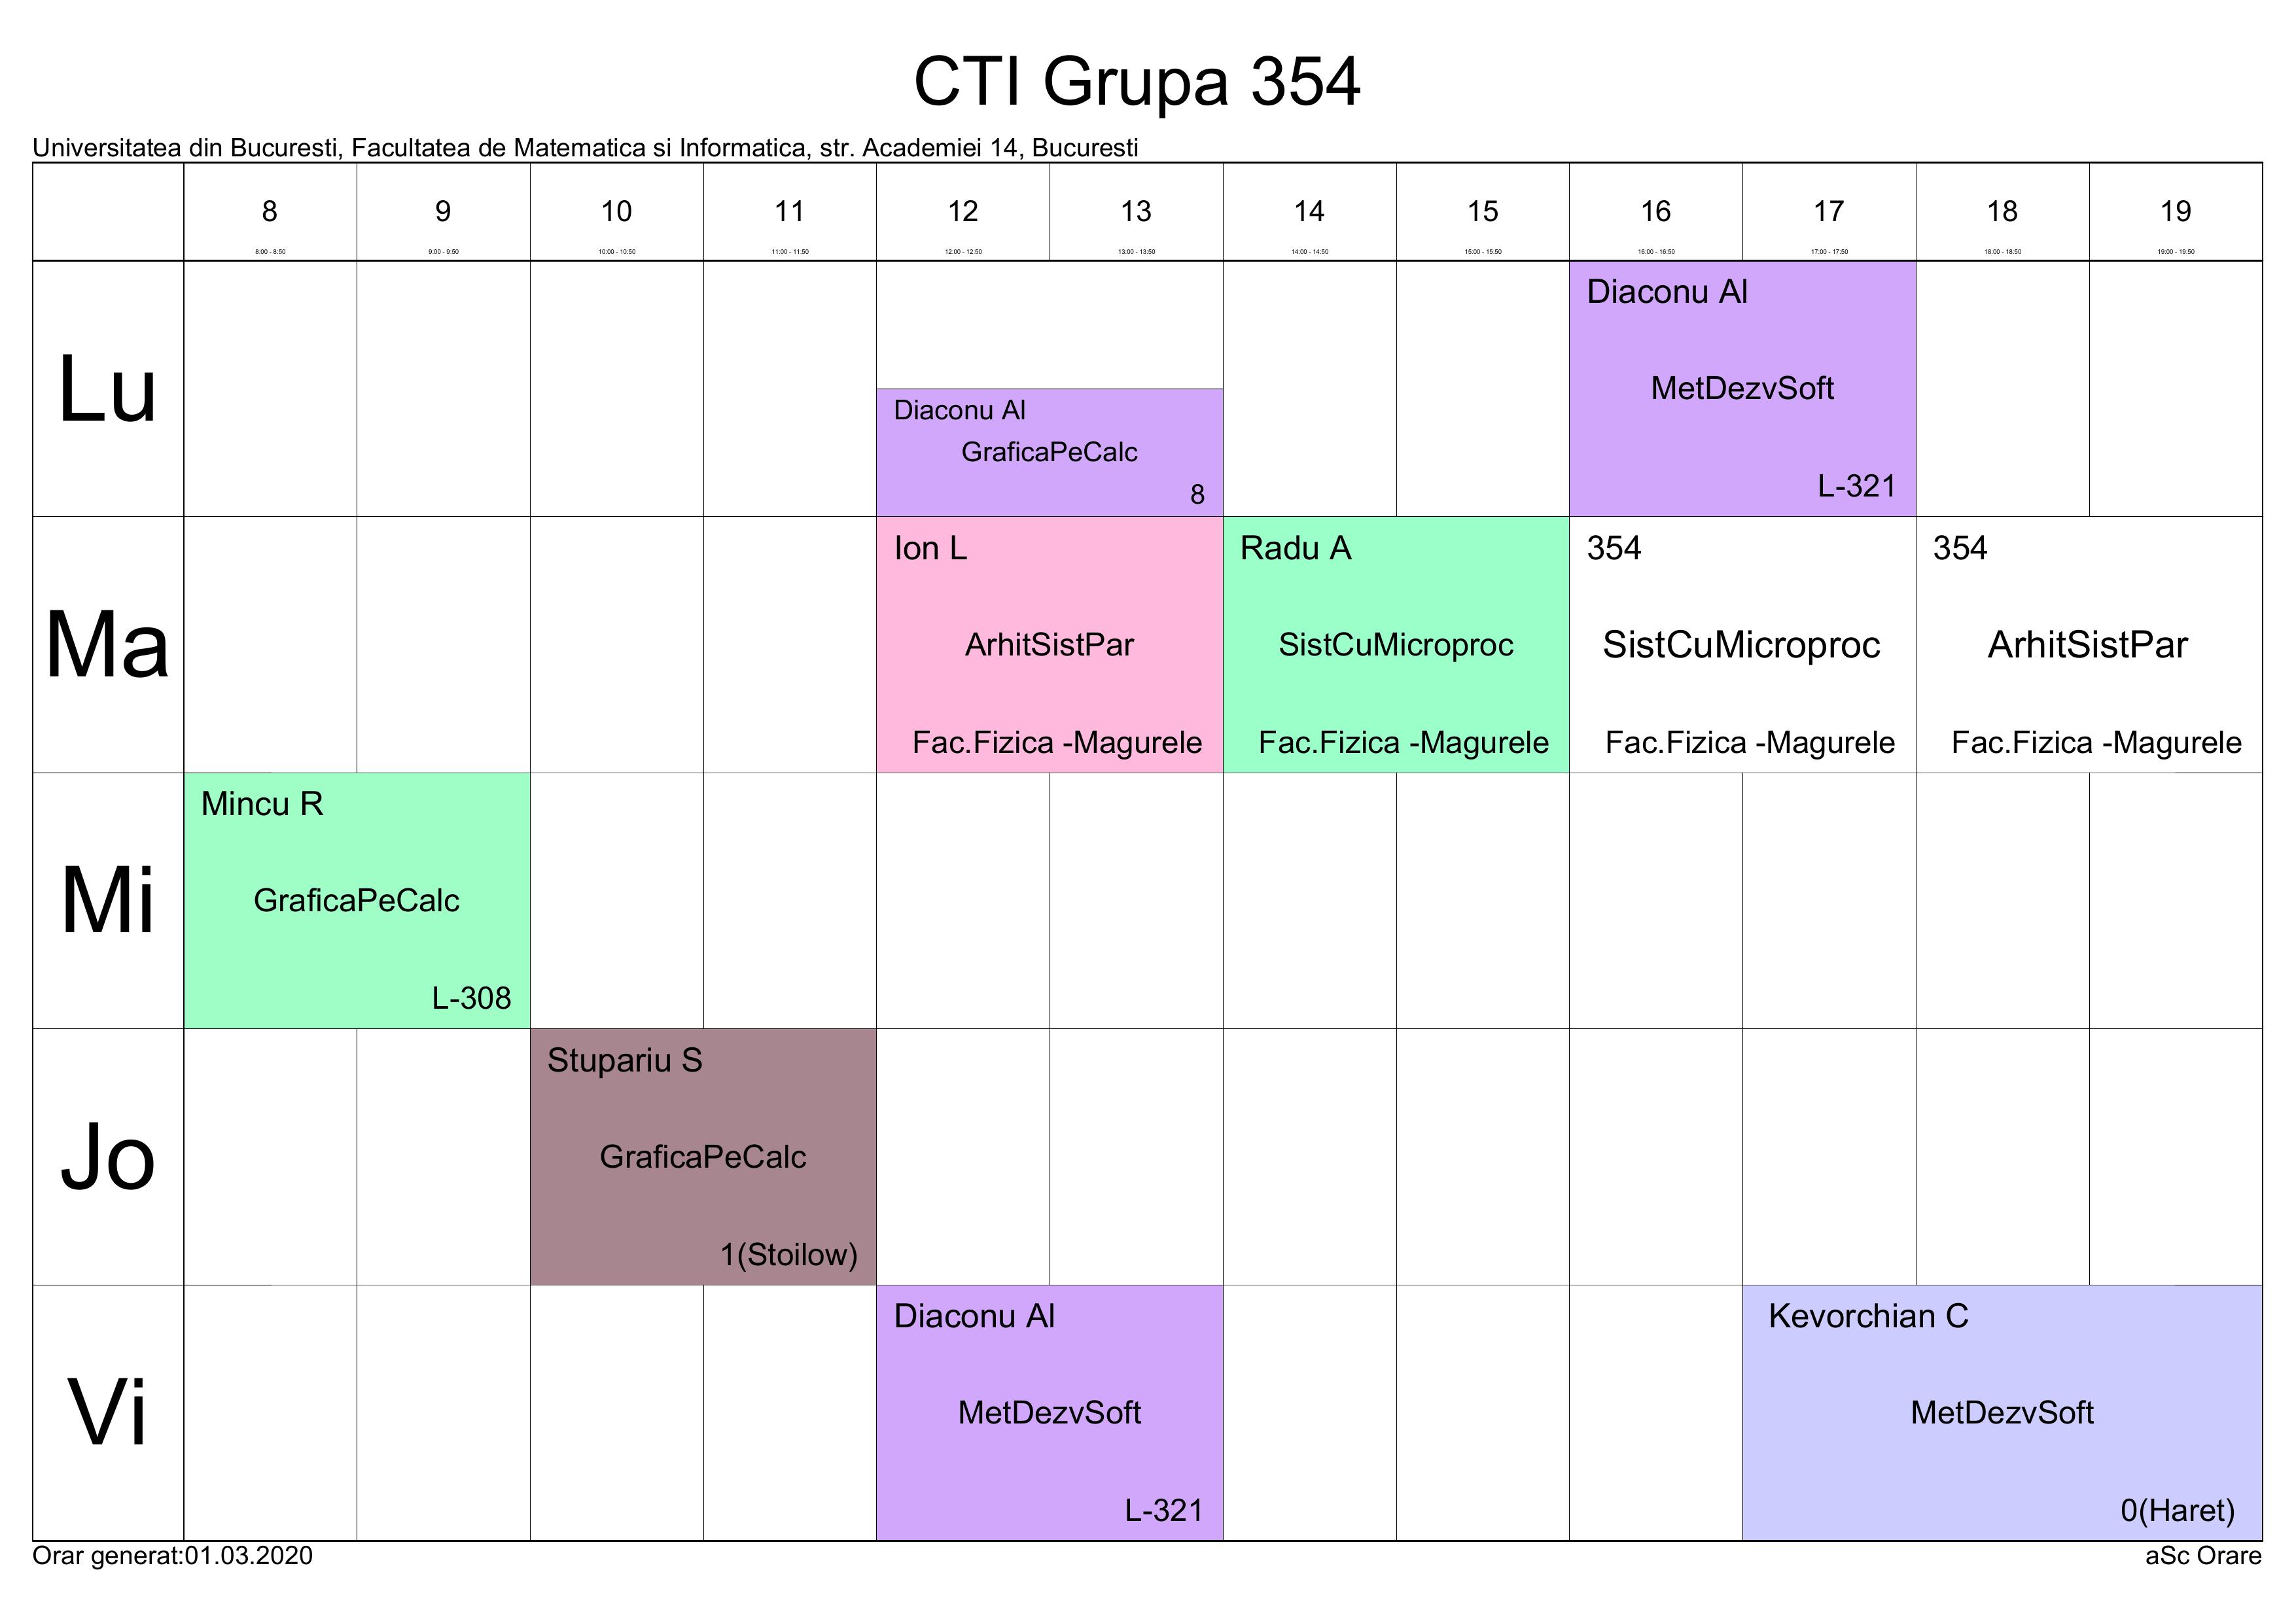 CTI Grupa 354
Universitatea din Bucuresti, Facultatea de Matematica si Informatica, str. Academiei 14, Bucuresti
8 9 10 11 12 13 14 15 16 17 18 19
8:00 - 8:50 9:00 - 9:50 10:00 - 10:50 11:00 - 11:50 12:00 - 12:50 13:00 - 13:50 14:00 - 14:50 15:00 - 15:50 16:00 - 16:50 17:00 - 17:50 18:00 - 18:50 19:00 - 19:50
Lu
Diaconu Al
GraficaPeCalc
8
Diaconu Al
MetDezvSoft
L-321
Ma
Ion L
ArhitSistPar
Fac.Fizica -Magurele
Radu A
SistCuMicroproc
Fac.Fizica -Magurele
354
SistCuMicroproc
Fac.Fizica -Magurele
354
ArhitSistPar
Fac.Fizica -Magurele
Mi
Mincu R
GraficaPeCalc
L-308
Jo
Stupariu S
GraficaPeCalc
1(Stoilow)
Vi
Diaconu Al
MetDezvSoft
L-321
Kevorchian C
MetDezvSoft
0(Haret)
Orar generat:01.03.2020
aSc Orare